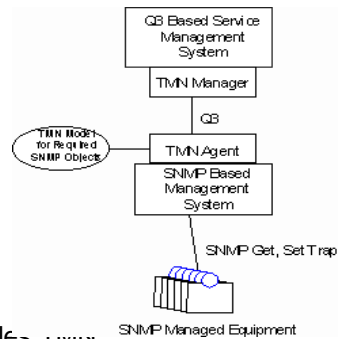 Q3 Based Service
Management
System
TMN Manager
Q3
TMN Model
for Required
SNMP Objects
TMN Agent
SNMP Based
Management
System
SNMP Get, Set Trap
SNMP Managed Equipment